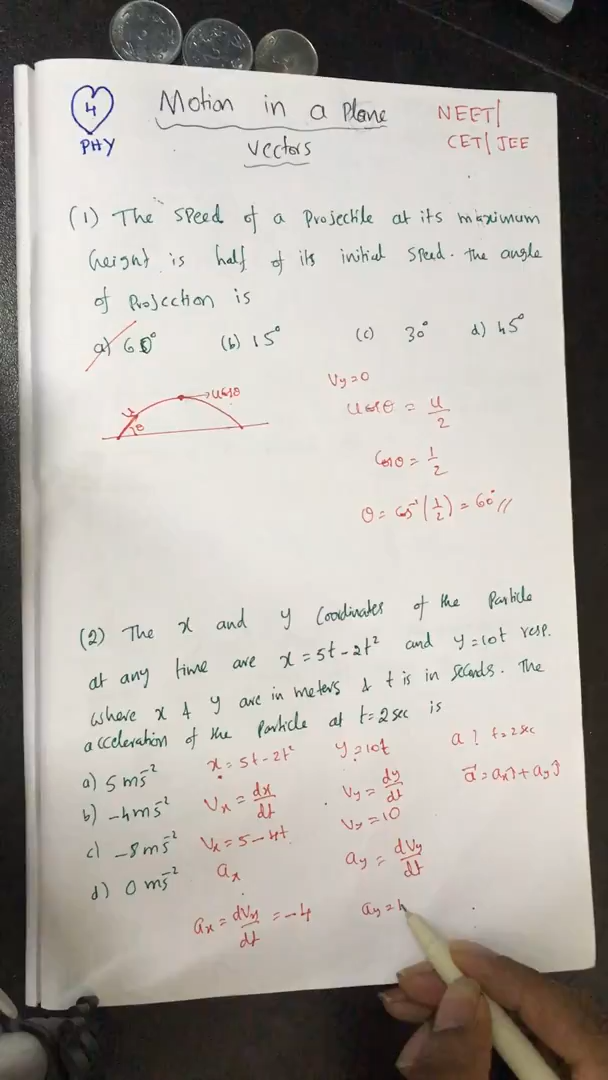 4
PHY
Motion in a Plane
Vectors
NEET/
CET/JEE
(1) The speed of a Projectile at its maximum
height is half of its initial speed. the angle
of Projection is
a) 60° (b) 15° (c) 30° d) 45°
u θ ucosθ
Vy=0
ucosθ = u/2
Cosθ = 1/2
θ = cos⁻¹(1/2) = 60° //
(2) The x and y Coordinates of the Particle
at any time are x = 5t - 2t² and y = 10t resp.
where x & y are in meters & t is in seconds. The
acceleration of the Particle at t=2sec is
a) 5 ms⁻²
b) -4 ms⁻²
c) -8 ms⁻²
d) 0 ms⁻²
x = 5t - 2t²
Vx = dx/dt
Vx = 5 - 4t.
ax
ax = dVx/dt = -4
y = 10t
Vy = dy/dt
Vy = 10
ay = dVy/dt
ay =
a ? t=2sec
a⃗ = axî + ayĵ